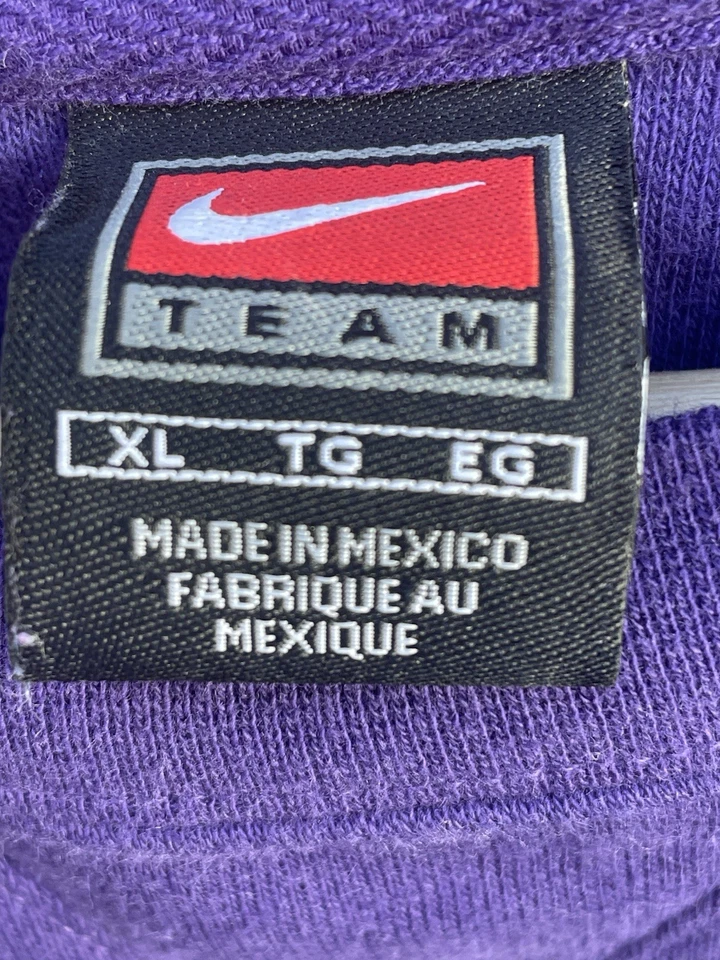 TEAM
XL TG EG
MADE IN MEXICO
FABRIQUE AU
MEXIQUE